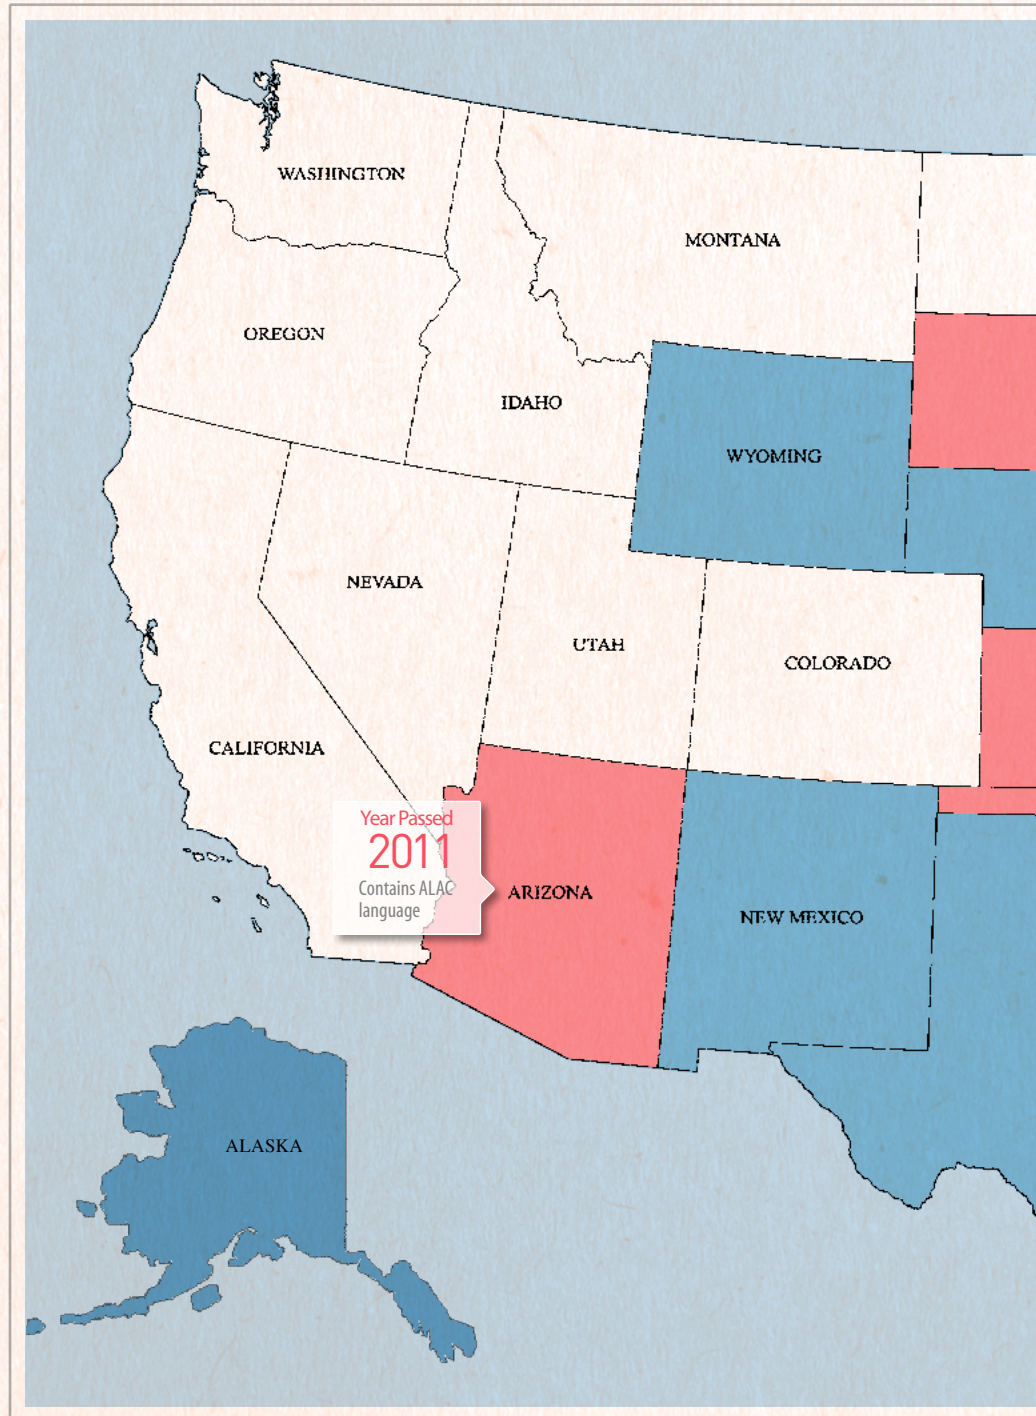 WASHINGTON
MONTANA
OREGON
IDAHO
WYOMING
NEVADA
UTAH
COLORADO
CALIFORNIA
Year Passed
2011
Contains ALAC
language
ARIZONA
NEW MEXICO
ALASKA